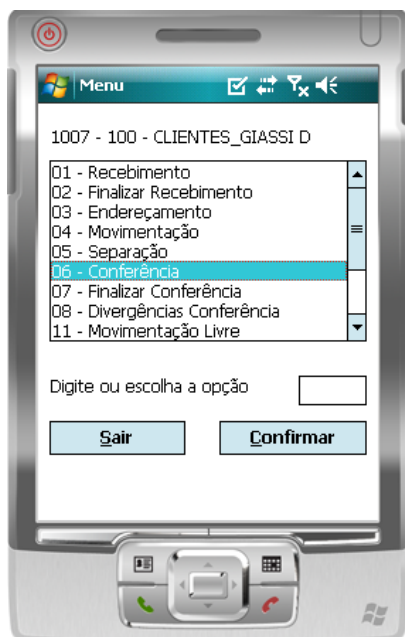 Menu
1007 - 100 - CLIENTES_GIASSI D
01 - Recebimento
02 - Finalizar Recebimento
03 - Endereçamento
04 - Movimentação
05 - Separação
06 - Conferência
07 - Finalizar Conferência
08 - Divergências Conferência
11 - Movimentação Livre
Digite ou escolha a opção
Sair Confirmar